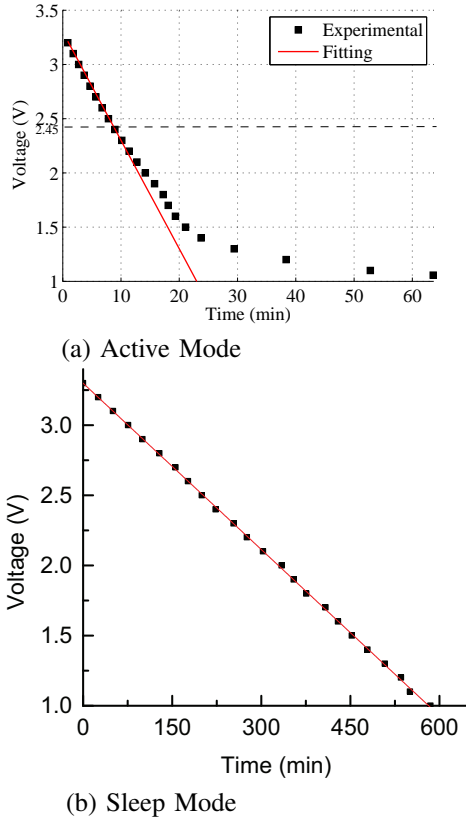 3.5
3
2.5
2.45
2
1.5
1
Voltage (V)
Experimental
Fitting
0 10 20 30 40 50 60
Time (min)
(a) Active Mode
3.0
2.5
2.0
1.5
1.0
Voltage (V)
0 150 300 450 600
Time (min)
(b) Sleep Mode